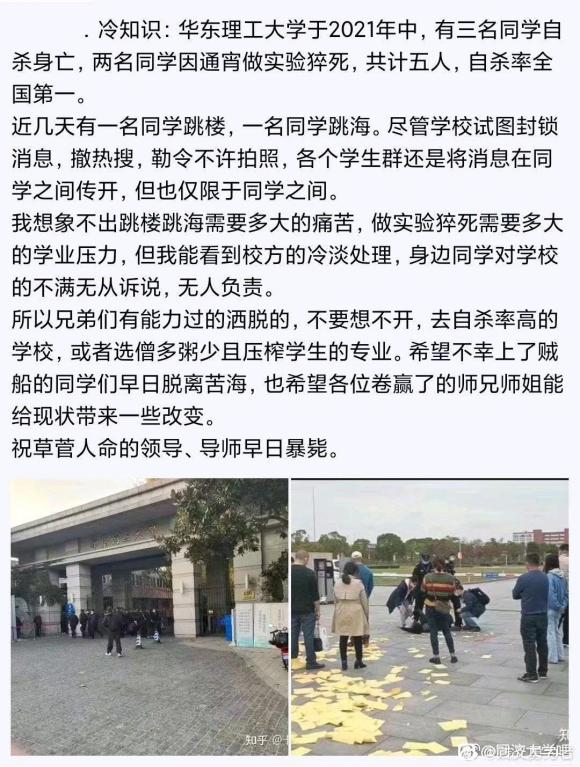 ．冷知识：华东理工大学于2021年中，有三名同学自
杀身亡，两名同学因通宵做实验猝死，共计五人，自杀率全
国第一。
近几天有一名同学跳楼，一名同学跳海。尽管学校试图封锁
消息，撤热搜，勒令不许拍照，各个学生群还是将消息在同
学之间传开，但也仅限于同学之间。
我想象不出跳楼跳海需要多大的痛苦，做实验猝死需要多大
的学业压力，但我能看到校方的冷淡处理，身边同学对学校
的不满无从诉说，无人负责。
所以兄弟们有能力过的洒脱的，不要想不开，去自杀率高的
学校，或者选僧多粥少且压榨学生的专业。希望不幸上了贼
船的同学们早日脱离苦海，也希望各位卷赢了的师兄师姐能
给现状带来一些改变。
祝草菅人命的领导、导师早日暴毙。
知乎
知
@同济大学吧